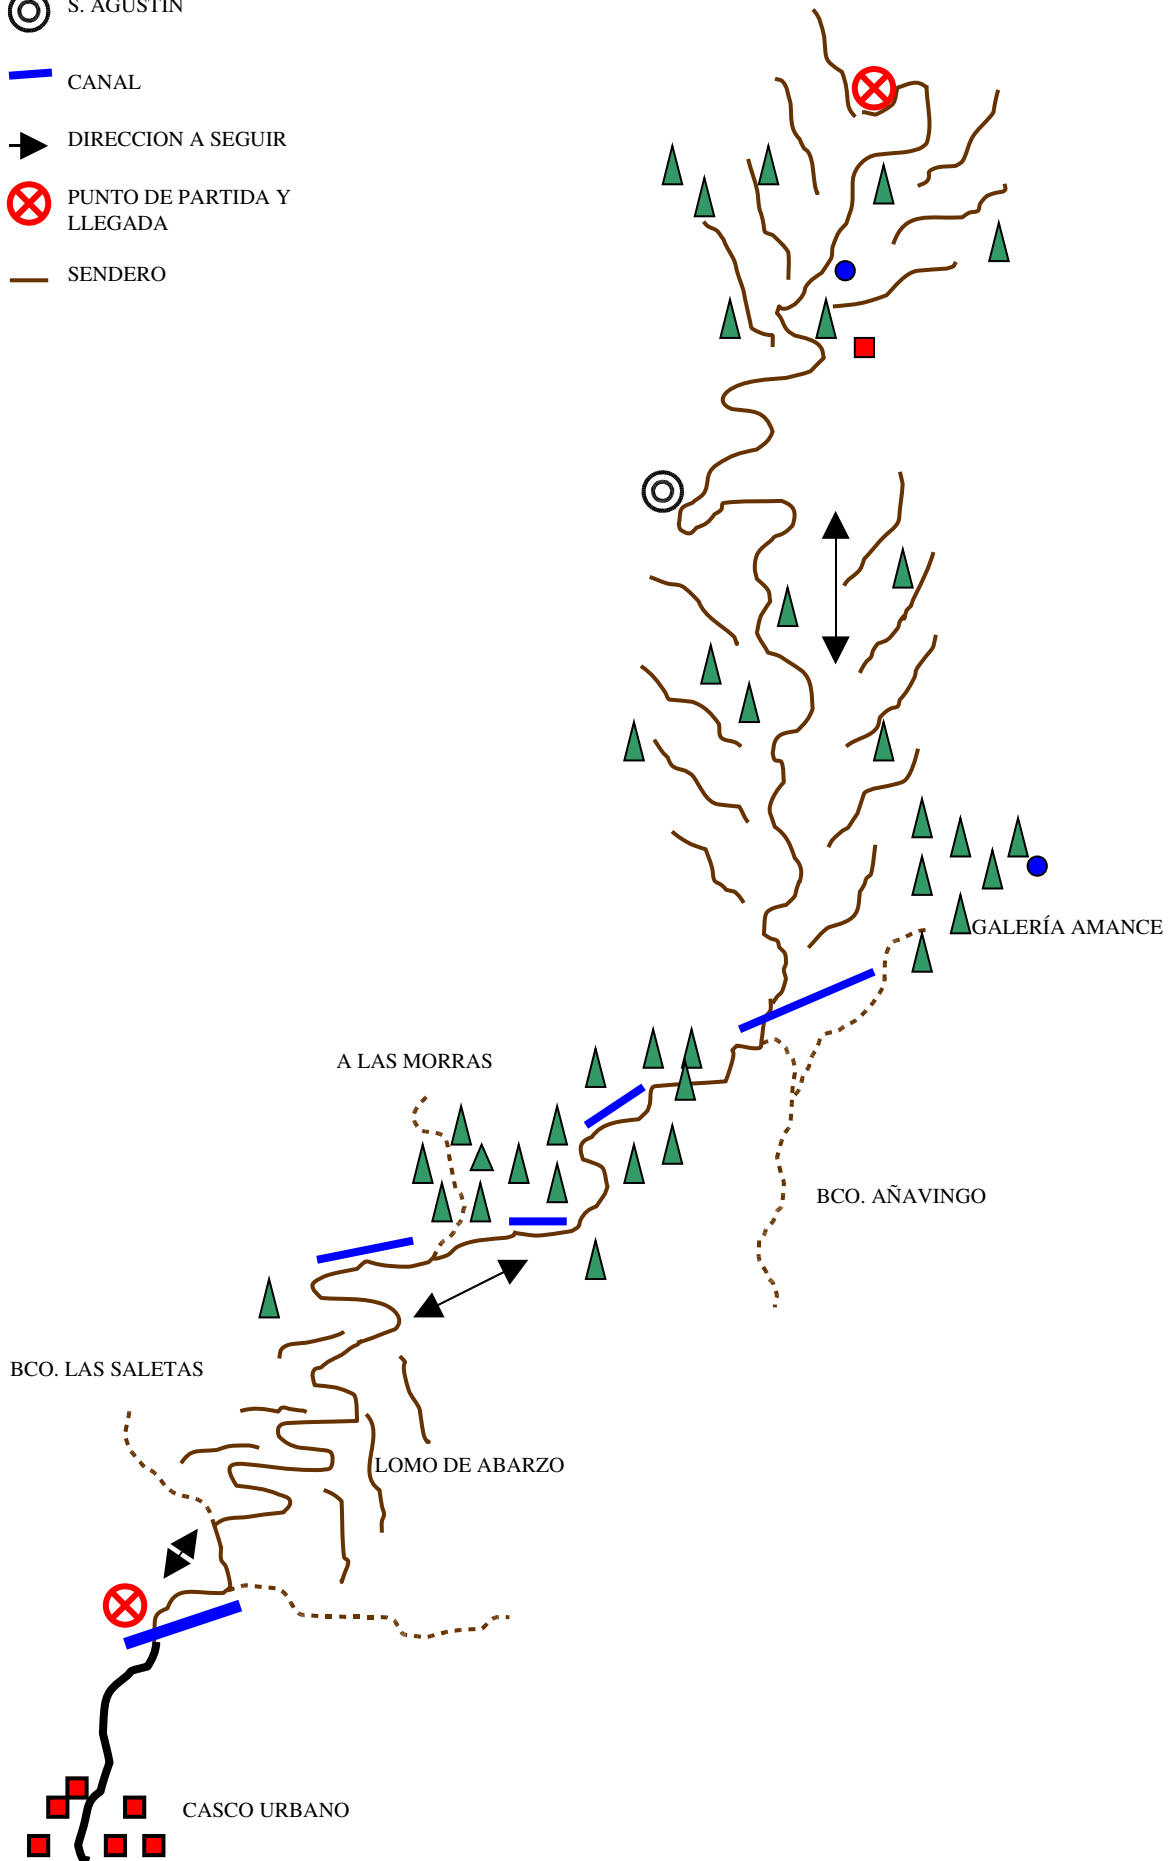 S. AGUSTIN
CANAL
DIRECCION A SEGUIR
PUNTO DE PARTIDA Y
LLEGADA
SENDERO
GALERÍA AMANCE
A LAS MORRAS
BCO. AÑAVINGO
BCO. LAS SALETAS
LOMO DE ABARZO
CASCO URBANO